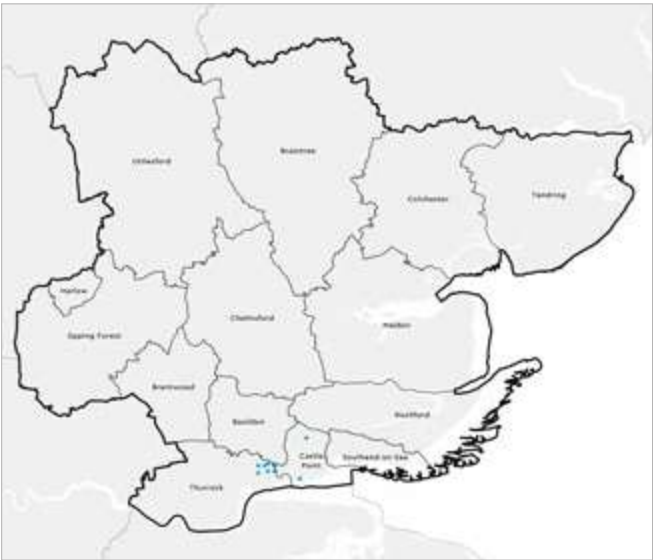 Uttlesford
Braintree
Colchester
Tendring
Harlow
Epping Forest
Chelmsford
Maldon
Brentwood
Basildon
Rochford
Castle
Point
Southend-on-Sea
Thurrock